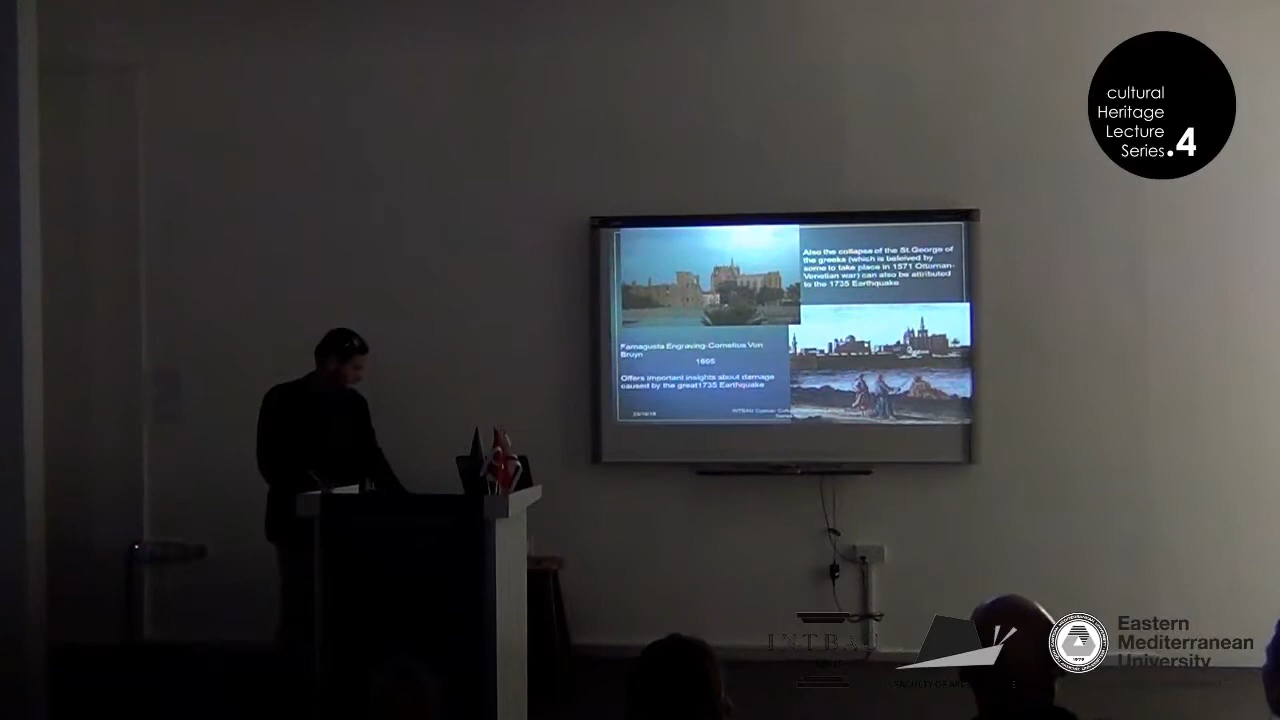 cultural
Heritage
Lecture
Series.4
Also the collapse of the St.George of
the greeks (which is beleived by
some to take place in 1571 Ottoman-
Venetian war) can also be attributed
to the 1735 Earthquake
Famagusta Engraving-Cornelius Von
Bruyn
Offers important insights about damage
caused by the great1735 Earthquake
INTBAU
Eastern
Mediterranean
University